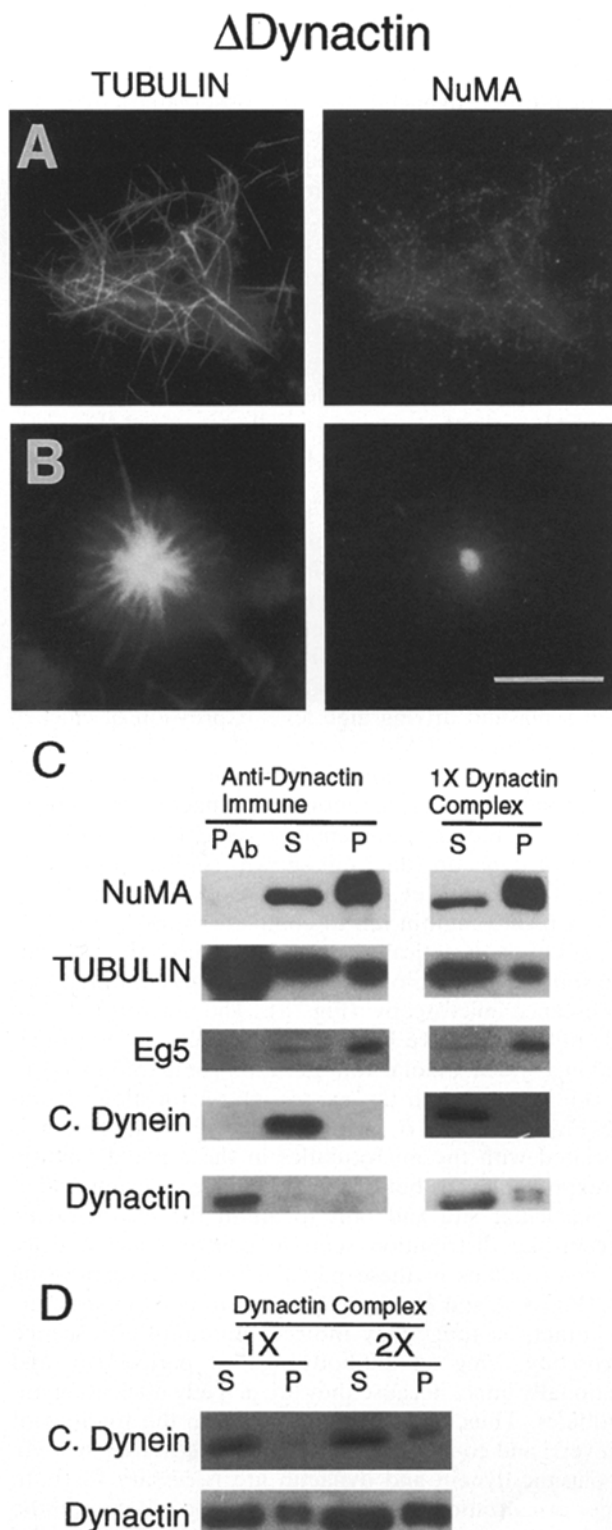 ΔDynactin
TUBULIN NuMA
A
B
C
Anti-Dynactin Immune 1X Dynactin Complex
PAb S P S P
NuMA
TUBULIN
Eg5
C. Dynein
Dynactin
D
Dynactin Complex
1X 2X
S P S P
C. Dynein
Dynactin